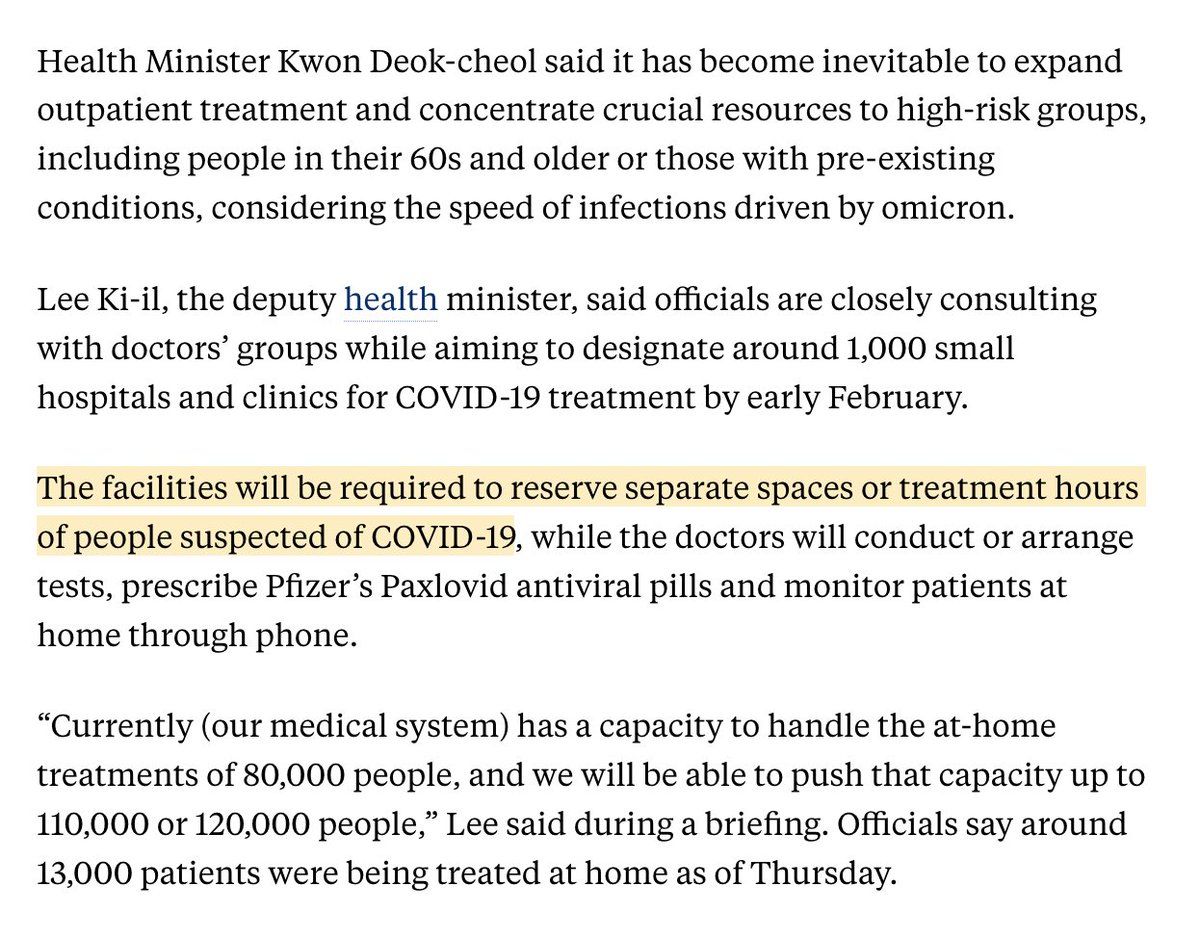 Health Minister Kwon Deok-cheol said it has become inevitable to expand
outpatient treatment and concentrate crucial resources to high-risk groups,
including people in their 60s and older or those with pre-existing
conditions, considering the speed of infections driven by omicron.
Lee Ki-il, the deputy health minister, said officials are closely consulting
with doctors’ groups while aiming to designate around 1,000 small
hospitals and clinics for COVID-19 treatment by early February.
The facilities will be required to reserve separate spaces or treatment hours
of people suspected of COVID-19, while the doctors will conduct or arrange
tests, prescribe Pfizer’s Paxlovid antiviral pills and monitor patients at
home through phone.
“Currently (our medical system) has a capacity to handle the at-home
treatments of 80,000 people, and we will be able to push that capacity up to
110,000 or 120,000 people,” Lee said during a briefing. Officials say around
13,000 patients were being treated at home as of Thursday.